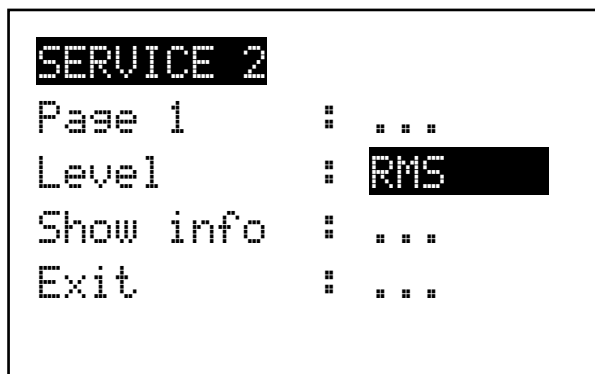 SERVICE 2
Page 1 : ...
Level : RMS
Show info : ...
Exit : ...